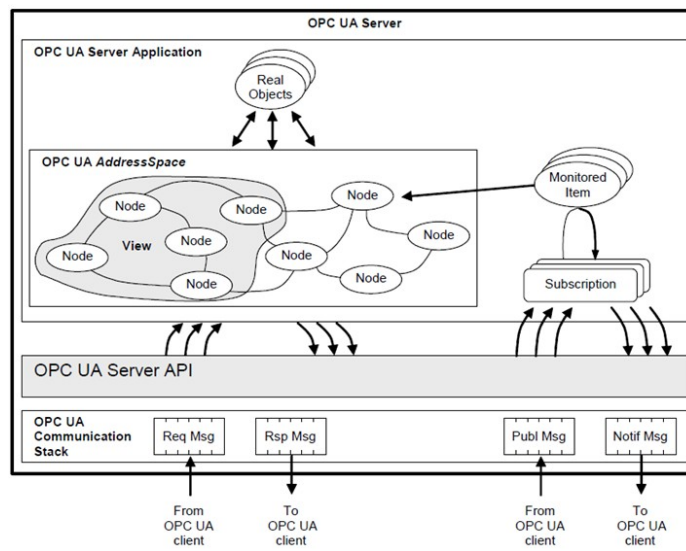 OPC UA Server
OPC UA Server Application
Real
Objects
OPC UA AddressSpace
Node
Node
Node
View
Node
Node
Node
Node
Node
Node
Monitored
Item
Subscription
OPC UA Server API
OPC UA
Communication
Stack
Req Msg
Rsp Msg
Publ Msg
Notif Msg
From
OPC UA
client
To
OPC UA
client
From
OPC UA
client
To
OPC UA
client